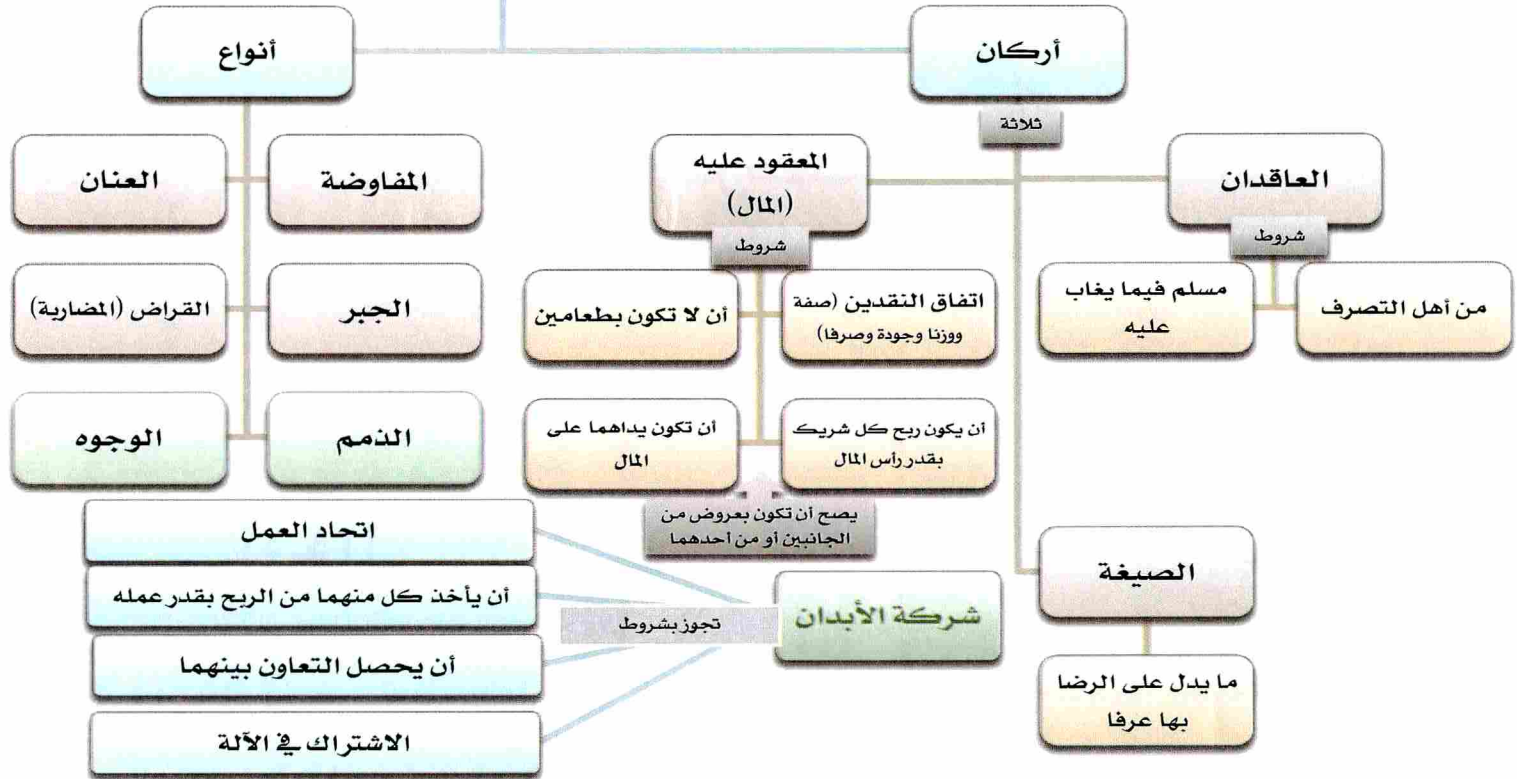 أركان
ثلاثة
العاقدان
شروط
من أهل التصرف
مسلم فيما يغاب
عليه
المعقود عليه
(المال)
شروط
اتفاق النقدين (صفة
ووزنا وجودة وصرفا)
أن لا تكون بطعامين
أن يكون ربح كل شريك
بقدر رأس المال
أن تكون يداهما على
المال
يصح أن تكون بعروض من
الجانبين أو من أحدهما
الصيغة
ما يدل على الرضا
بها عرفا
أنواع
المفاوضة
العنان
الجبر
القراض (المضاربة)
الذمم
الوجوه
شركة الأبدان
تجوز بشروط
اتحاد العمل
أن يأخذ كل منهما من الربح بقدر عمله
أن يحصل التعاون بينهما
الاشتراك في الآلة